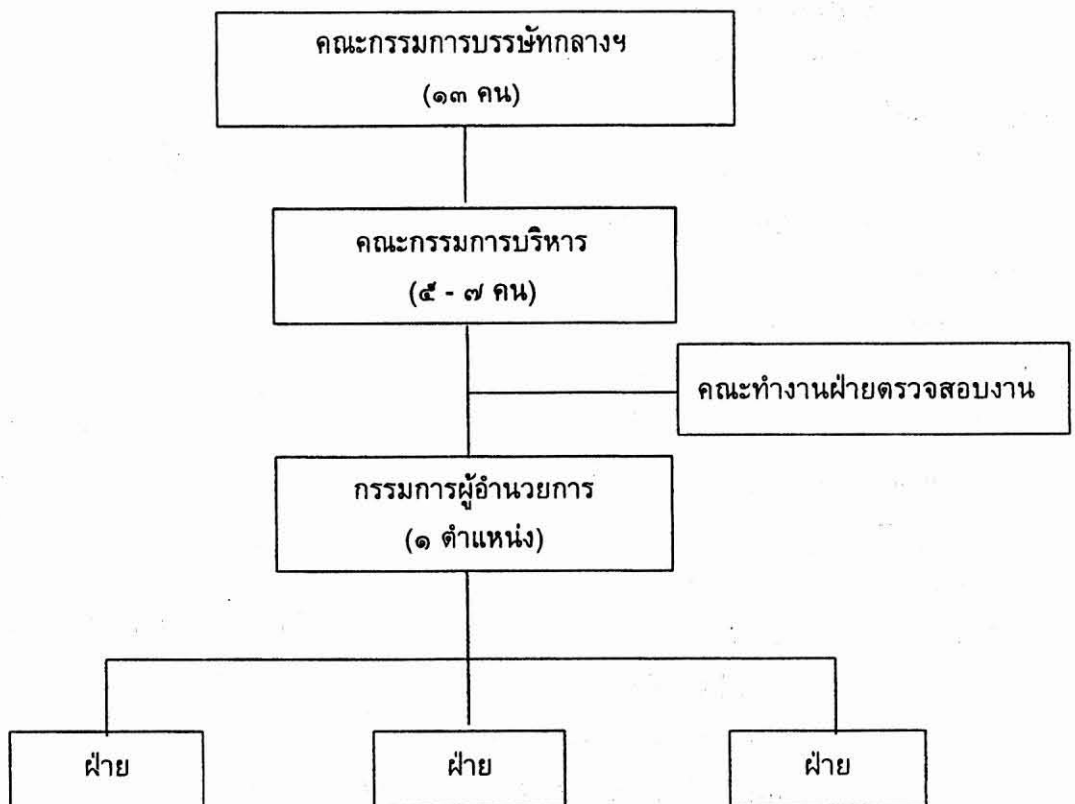 คณะกรรมการบรรษัทกลางฯ
(๑๓ คน)
คณะกรรมการบริหาร
(๕ - ๗ คน)
คณะทำงานฝ่ายตรวจสอบงาน
กรรมการผู้อำนวยการ
(๑ ตำแหน่ง)
ฝ่าย
ฝ่าย
ฝ่าย